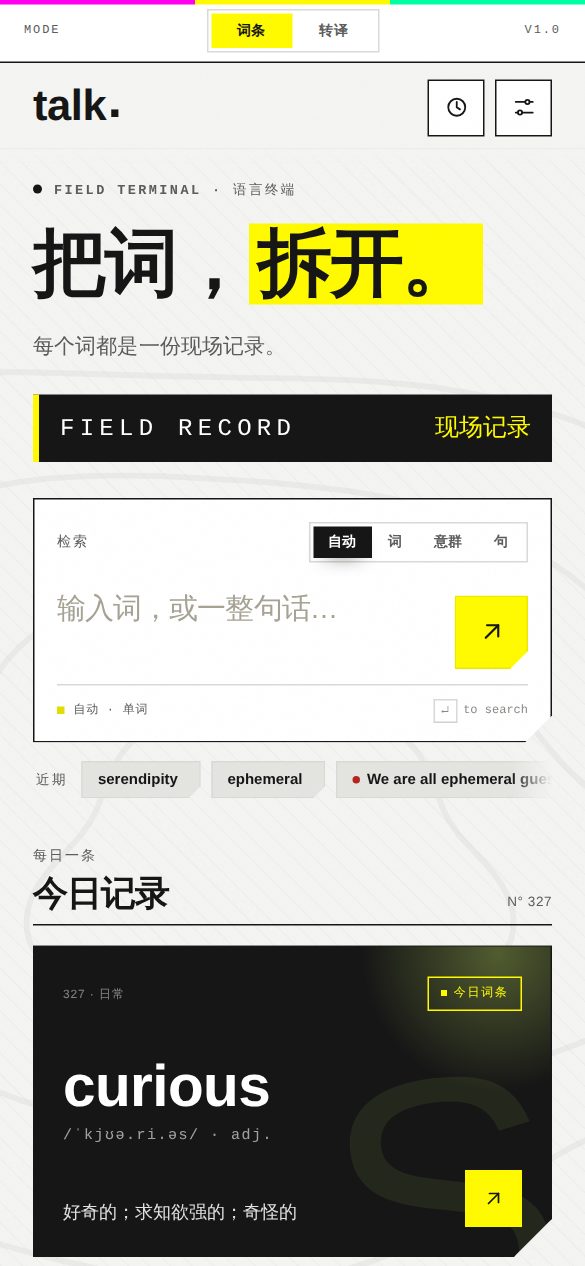 MODE 词条 转译 V1.0
talk.
FIELD TERMINAL · 语言终端
把词，拆开。
每个词都是一份现场记录。
FIELD RECORD 现场记录
检索 自动 词 意群 句
输入词，或一整句话…
自动 · 单词 ↵ to search
近期 serendipity ephemeral We are all ephemeral gues
每日一条
今日记录 N° 327
327 · 日常 今日词条
curious
/ˈkjʊə.ri.əs/ · adj.
好奇的；求知欲强的；奇怪的